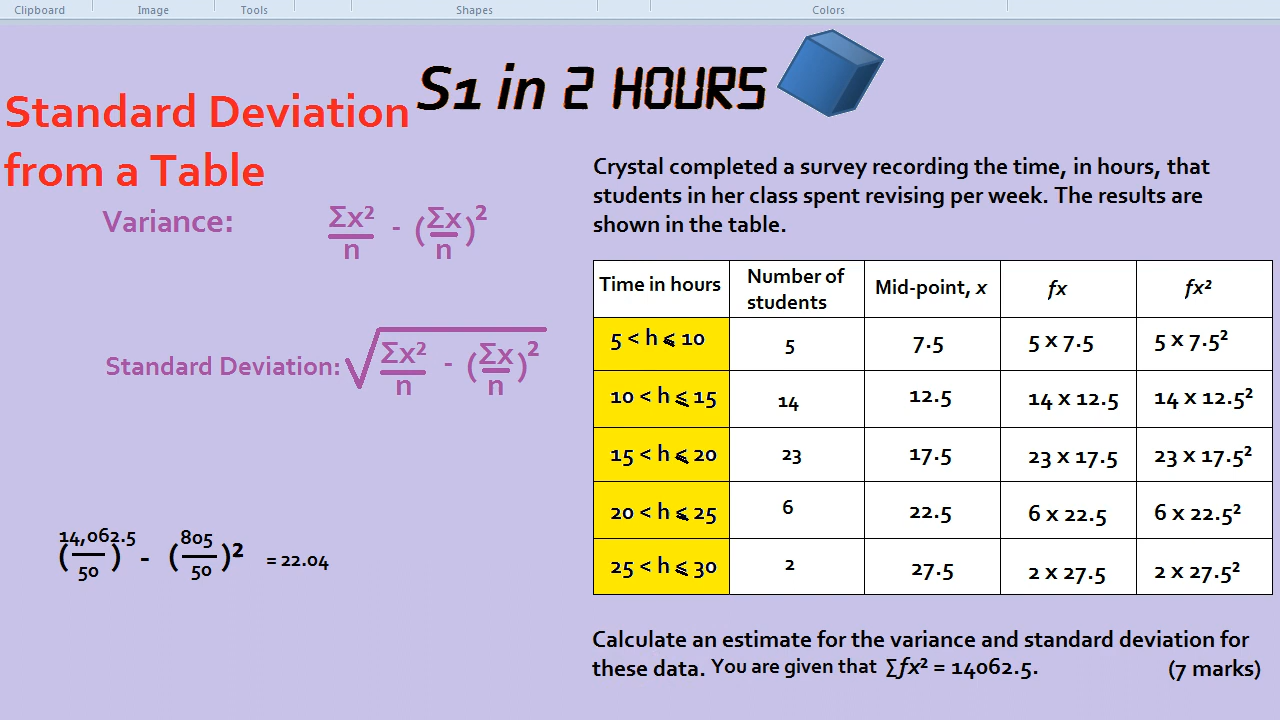 Clipboard Image Tools Shapes Colors
S1 in 2 HOURS
Standard Deviation
from a Table
Variance: Σx² / n - (Σx / n)²
Standard Deviation: √ Σx² / n - (Σx / n)²
(14,062.5 / 50) - (805 / 50)² = 22.04
Crystal completed a survey recording the time, in hours, that
students in her class spent revising per week. The results are
shown in the table.
Time in hours Number of students Mid-point, x fx fx²
5 < h ⩽ 10 5 7.5 5 x 7.5 5 x 7.5²
10 < h ⩽ 15 14 12.5 14 x 12.5 14 x 12.5²
15 < h ⩽ 20 23 17.5 23 x 17.5 23 x 17.5²
20 < h ⩽ 25 6 22.5 6 x 22.5 6 x 22.5²
25 < h ⩽ 30 2 27.5 2 x 27.5 2 x 27.5²
Calculate an estimate for the variance and standard deviation for
these data. You are given that Σfx² = 14062.5. (7 marks)